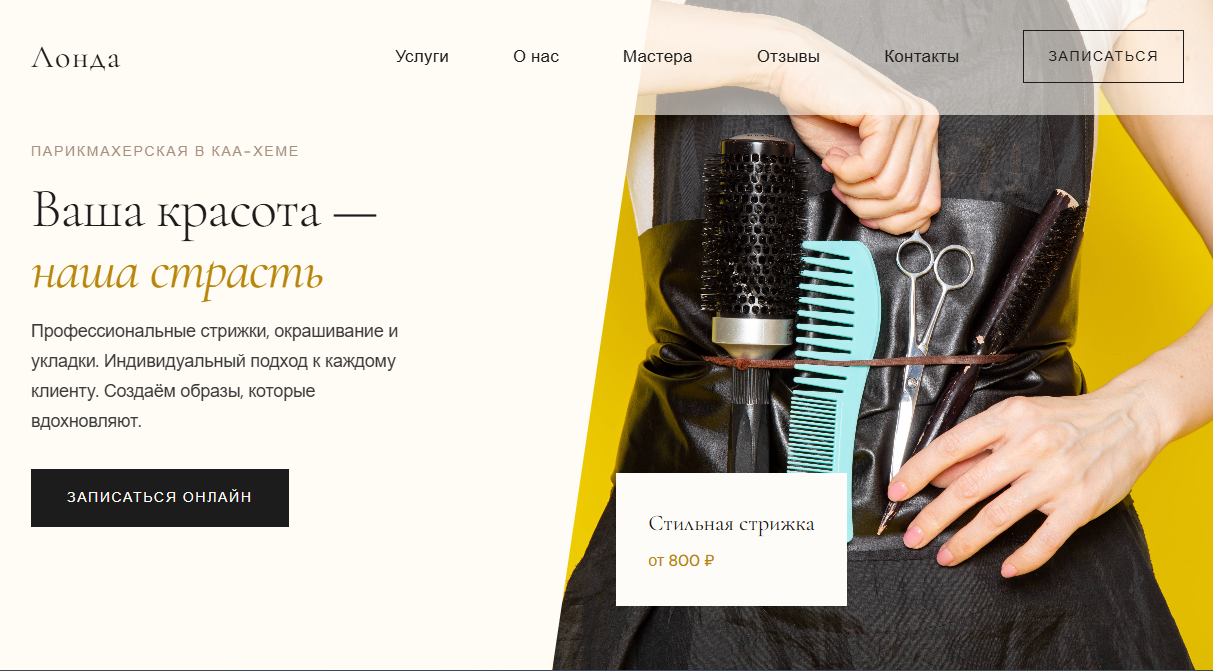 Лонда
Услуги
О нас
Мастера
Отзывы
Контакты
ЗАПИСАТЬСЯ
ПАРИКМАХЕРСКАЯ В КАА-ХЕМЕ
Ваша красота —
наша страсть
Профессиональные стрижки, окрашивание и
укладки. Индивидуальный подход к каждому
клиенту. Создаём образы, которые
вдохновляют.
ЗАПИСАТЬСЯ ОНЛАЙН
Стильная стрижка
от 800 ₽